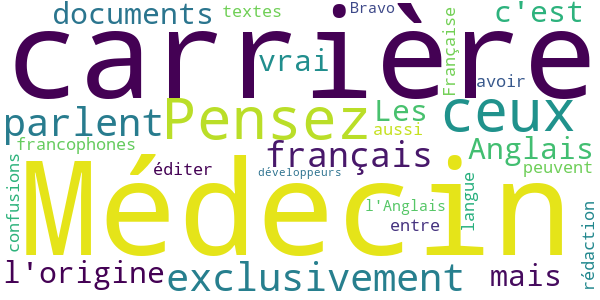 documents textes Bravo c'est
carrière
vrai Française avoir
parlent Pensez Les ceux
aussi
francophones français Anglais
confusions éditer développeurs peuvent
Médecin
l'Anglais langue
entre rédaction
l'origine exclusivement mais